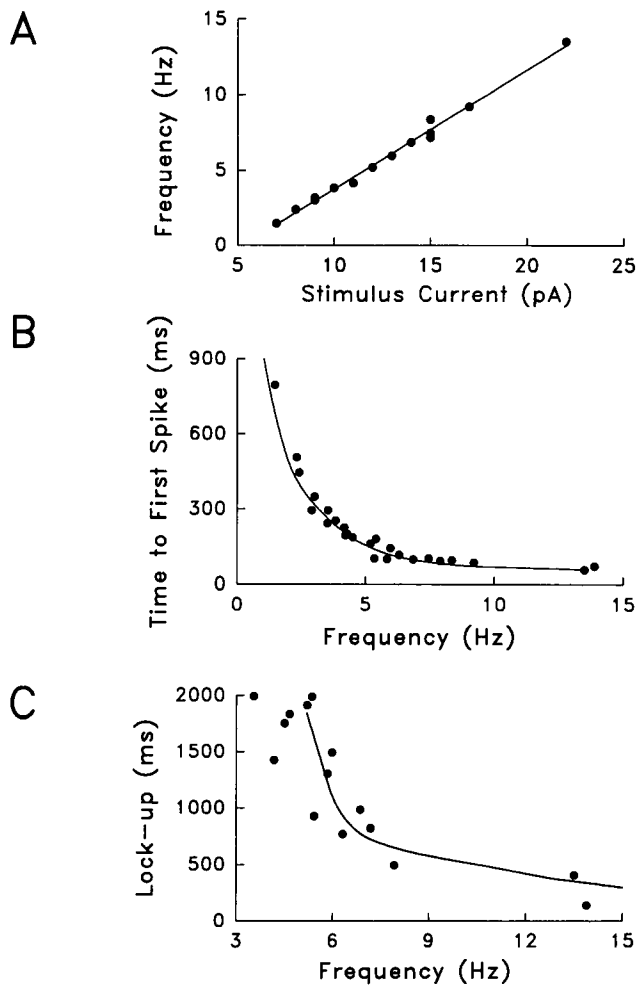 A
Frequency (Hz)
15
10
5
0
5 10 15 20 25
Stimulus Current (pA)
B
Time to First Spike (ms)
900
600
300
0
0 5 10 15
Frequency (Hz)
C
Lock-up (ms)
2000
1500
1000
500
0
3 6 9 12 15
Frequency (Hz)